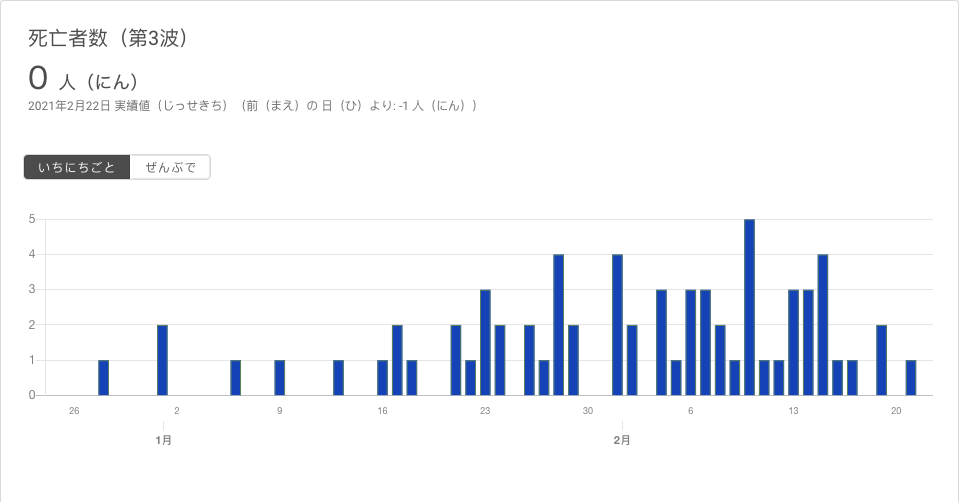 死亡者数（第3波）
0 人（にん）
2021年2月22日 実績値（じっせきち）（前（まえ）の 日（ひ）より: -1 人（にん））
いちにちごと ぜんぶで
5
4
3
2
1
0
26 2 9 16 23 30 6 13 20
1月 2月